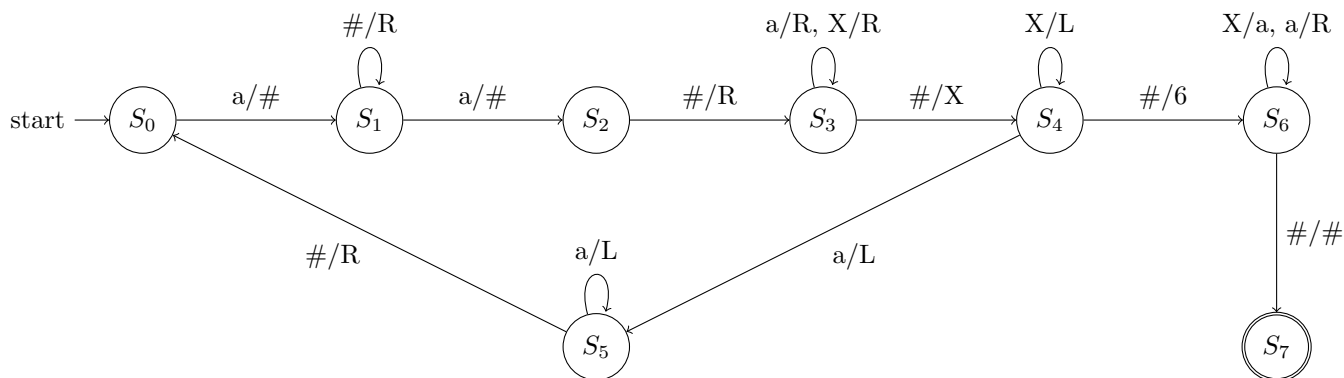 #/R
a/R, X/R
X/L
X/a, a/R
a/#
a/#
#/R
#/X
#/6
start
S0
S1
S2
S3
S4
S6
#/R
a/L
a/L
#/#
S5
S7